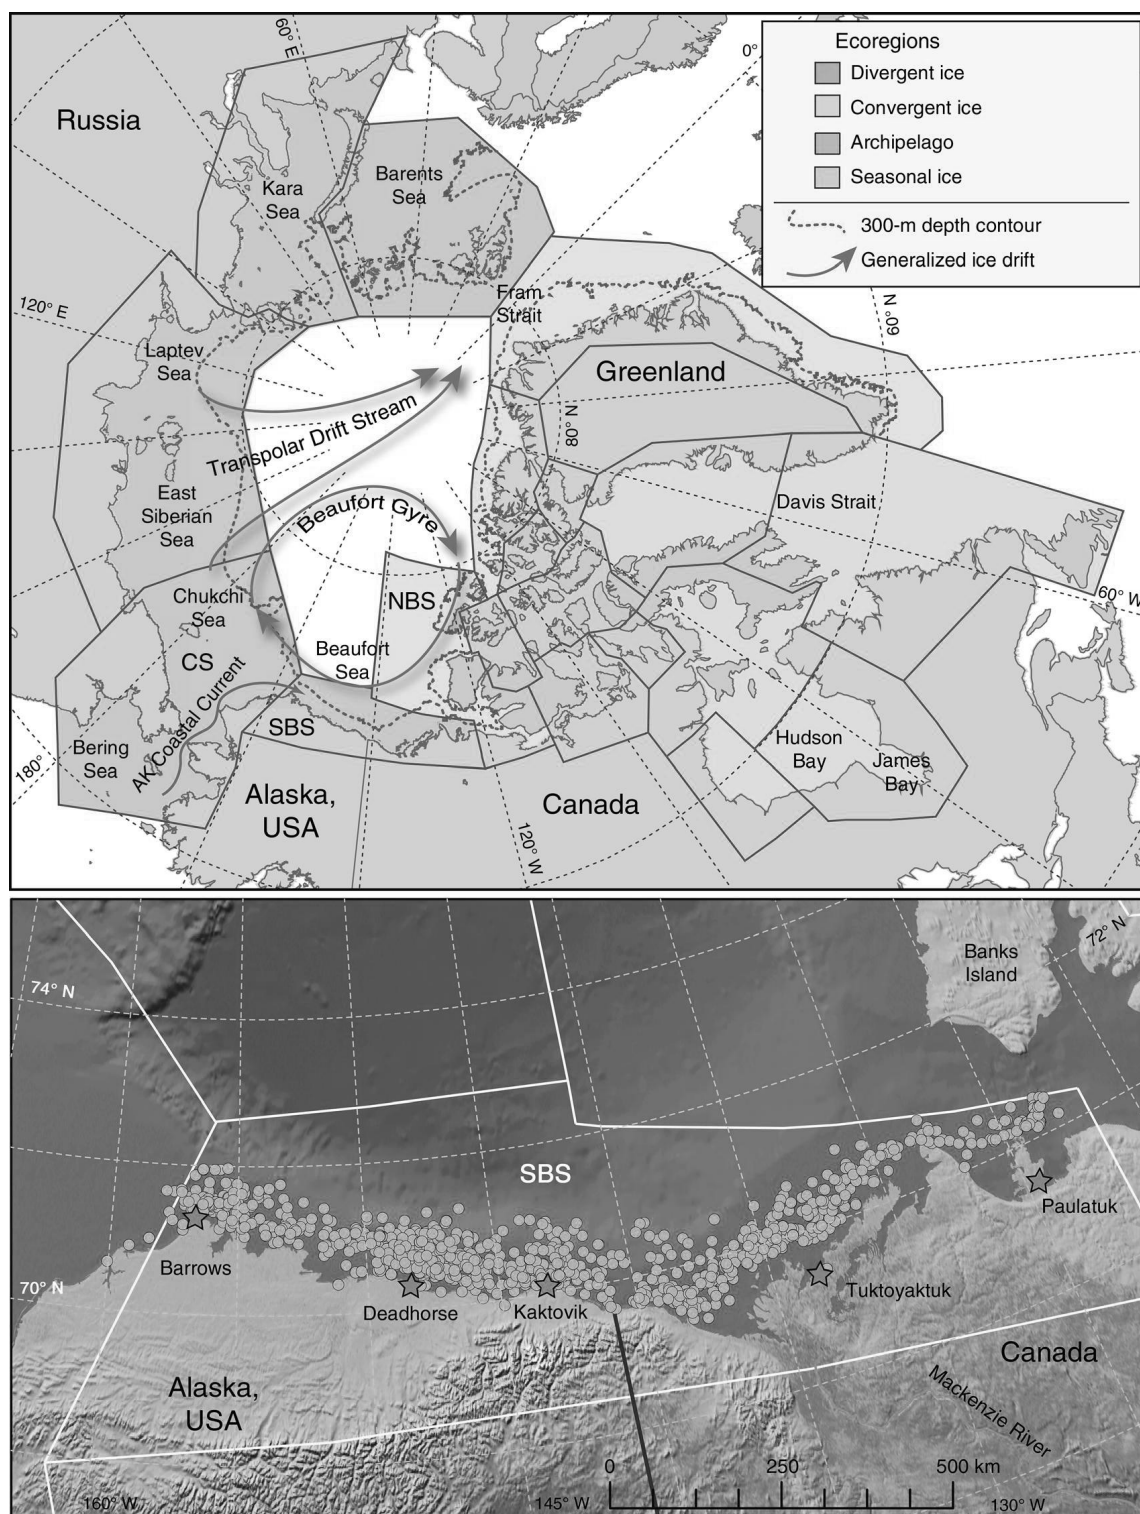 60° E
0°
Ecoregions
Divergent ice
Convergent ice
Archipelago
Seasonal ice
300-m depth contour
Generalized ice drift
Russia
Kara
Sea
Barents
Sea
Fram
Strait
60° N
120° E
Laptev
Sea
Greenland
80° N
Transpolar Drift Stream
East
Siberian
Sea
Beaufort Gyre
Davis Strait
60° W
Chukchi
Sea
NBS
CS
Beaufort
Sea
AK Coastal Current
SBS
Bering
Sea
180°
Hudson
Bay
James
Bay
Alaska,
USA
Canada
120° W
74° N
72° N
Banks
Island
SBS
Paulatuk
Barrows
70° N
Deadhorse
Kaktovik
Tuktoyaktuk
Canada
Alaska,
USA
Mackenzie River
0
250
500 km
160° W
145° W
130° W